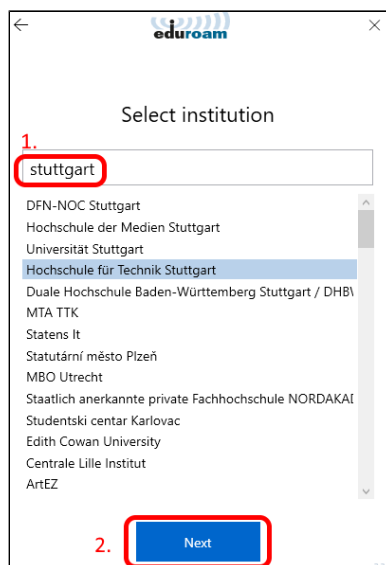 eduroam
Select institution
1.
stuttgart
DFN-NOC Stuttgart
Hochschule der Medien Stuttgart
Universität Stuttgart
Hochschule für Technik Stuttgart
Duale Hochschule Baden-Württemberg Stuttgart / DHBV
MTA TTK
Statens It
Statutární město Plzeň
MBO Utrecht
Staatlich anerkannte private Fachhochschule NORDAKAD
Studentski centar Karlovac
Edith Cowan University
Centrale Lille Institut
ArtEZ
2.
Next